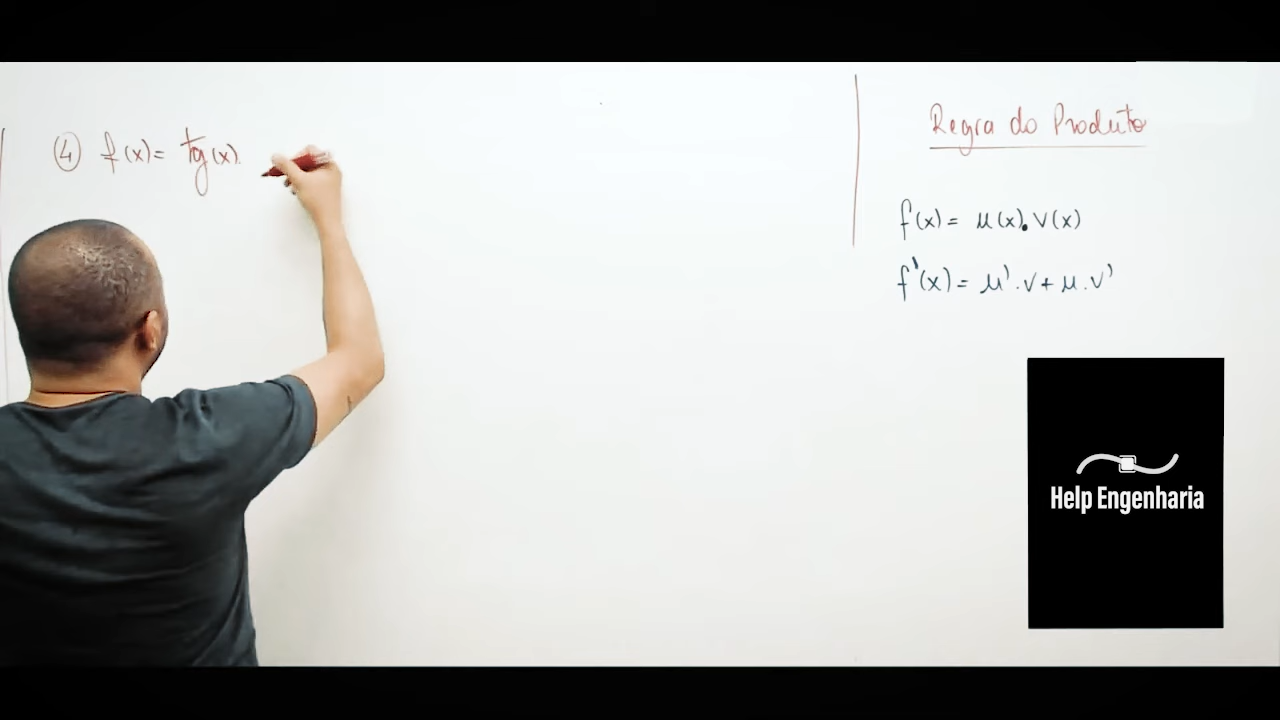 ④ f(x) = tg(x).
Regra do Produto
f(x) = μ(x).v(x)
f'(x) = μ'.v + μ.v'
Help Engenharia